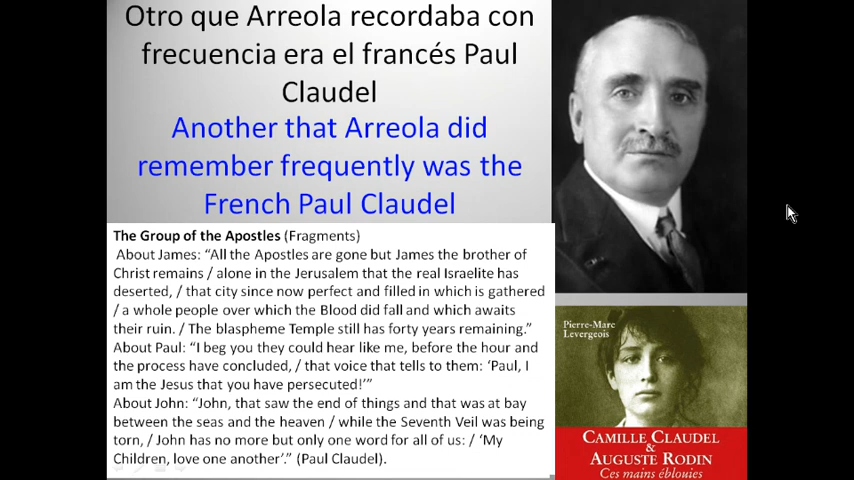 Otro que Arreola recordaba con
frecuencia era el francés Paul
Claudel
Another that Arreola did
remember frequently was the
French Paul Claudel
The Group of the Apostles (Fragments)
About James: “All the Apostles are gone but James the brother of
Christ remains / alone in the Jerusalem that the real Israelite has
deserted, / that city since now perfect and filled in which is gathered
/ a whole people over which the Blood did fall and which awaits
their ruin. / The blaspheme Temple still has forty years remaining.”
About Paul: “I beg you they could hear like me, before the hour and
the process have concluded, / that voice that tells to them: ‘Paul, I
am the Jesus that you have persecuted!’”
About John: “John, that saw the end of things and that was at bay
between the seas and the heaven / while the Seventh Veil was being
torn, / John has no more but only one word for all of us: / ‘My
Children, love one another’.” (Paul Claudel).
Pierre-Marc
Levergeois
CAMILLE CLAUDEL
&
AUGUSTE RODIN
Ces mains éblouies